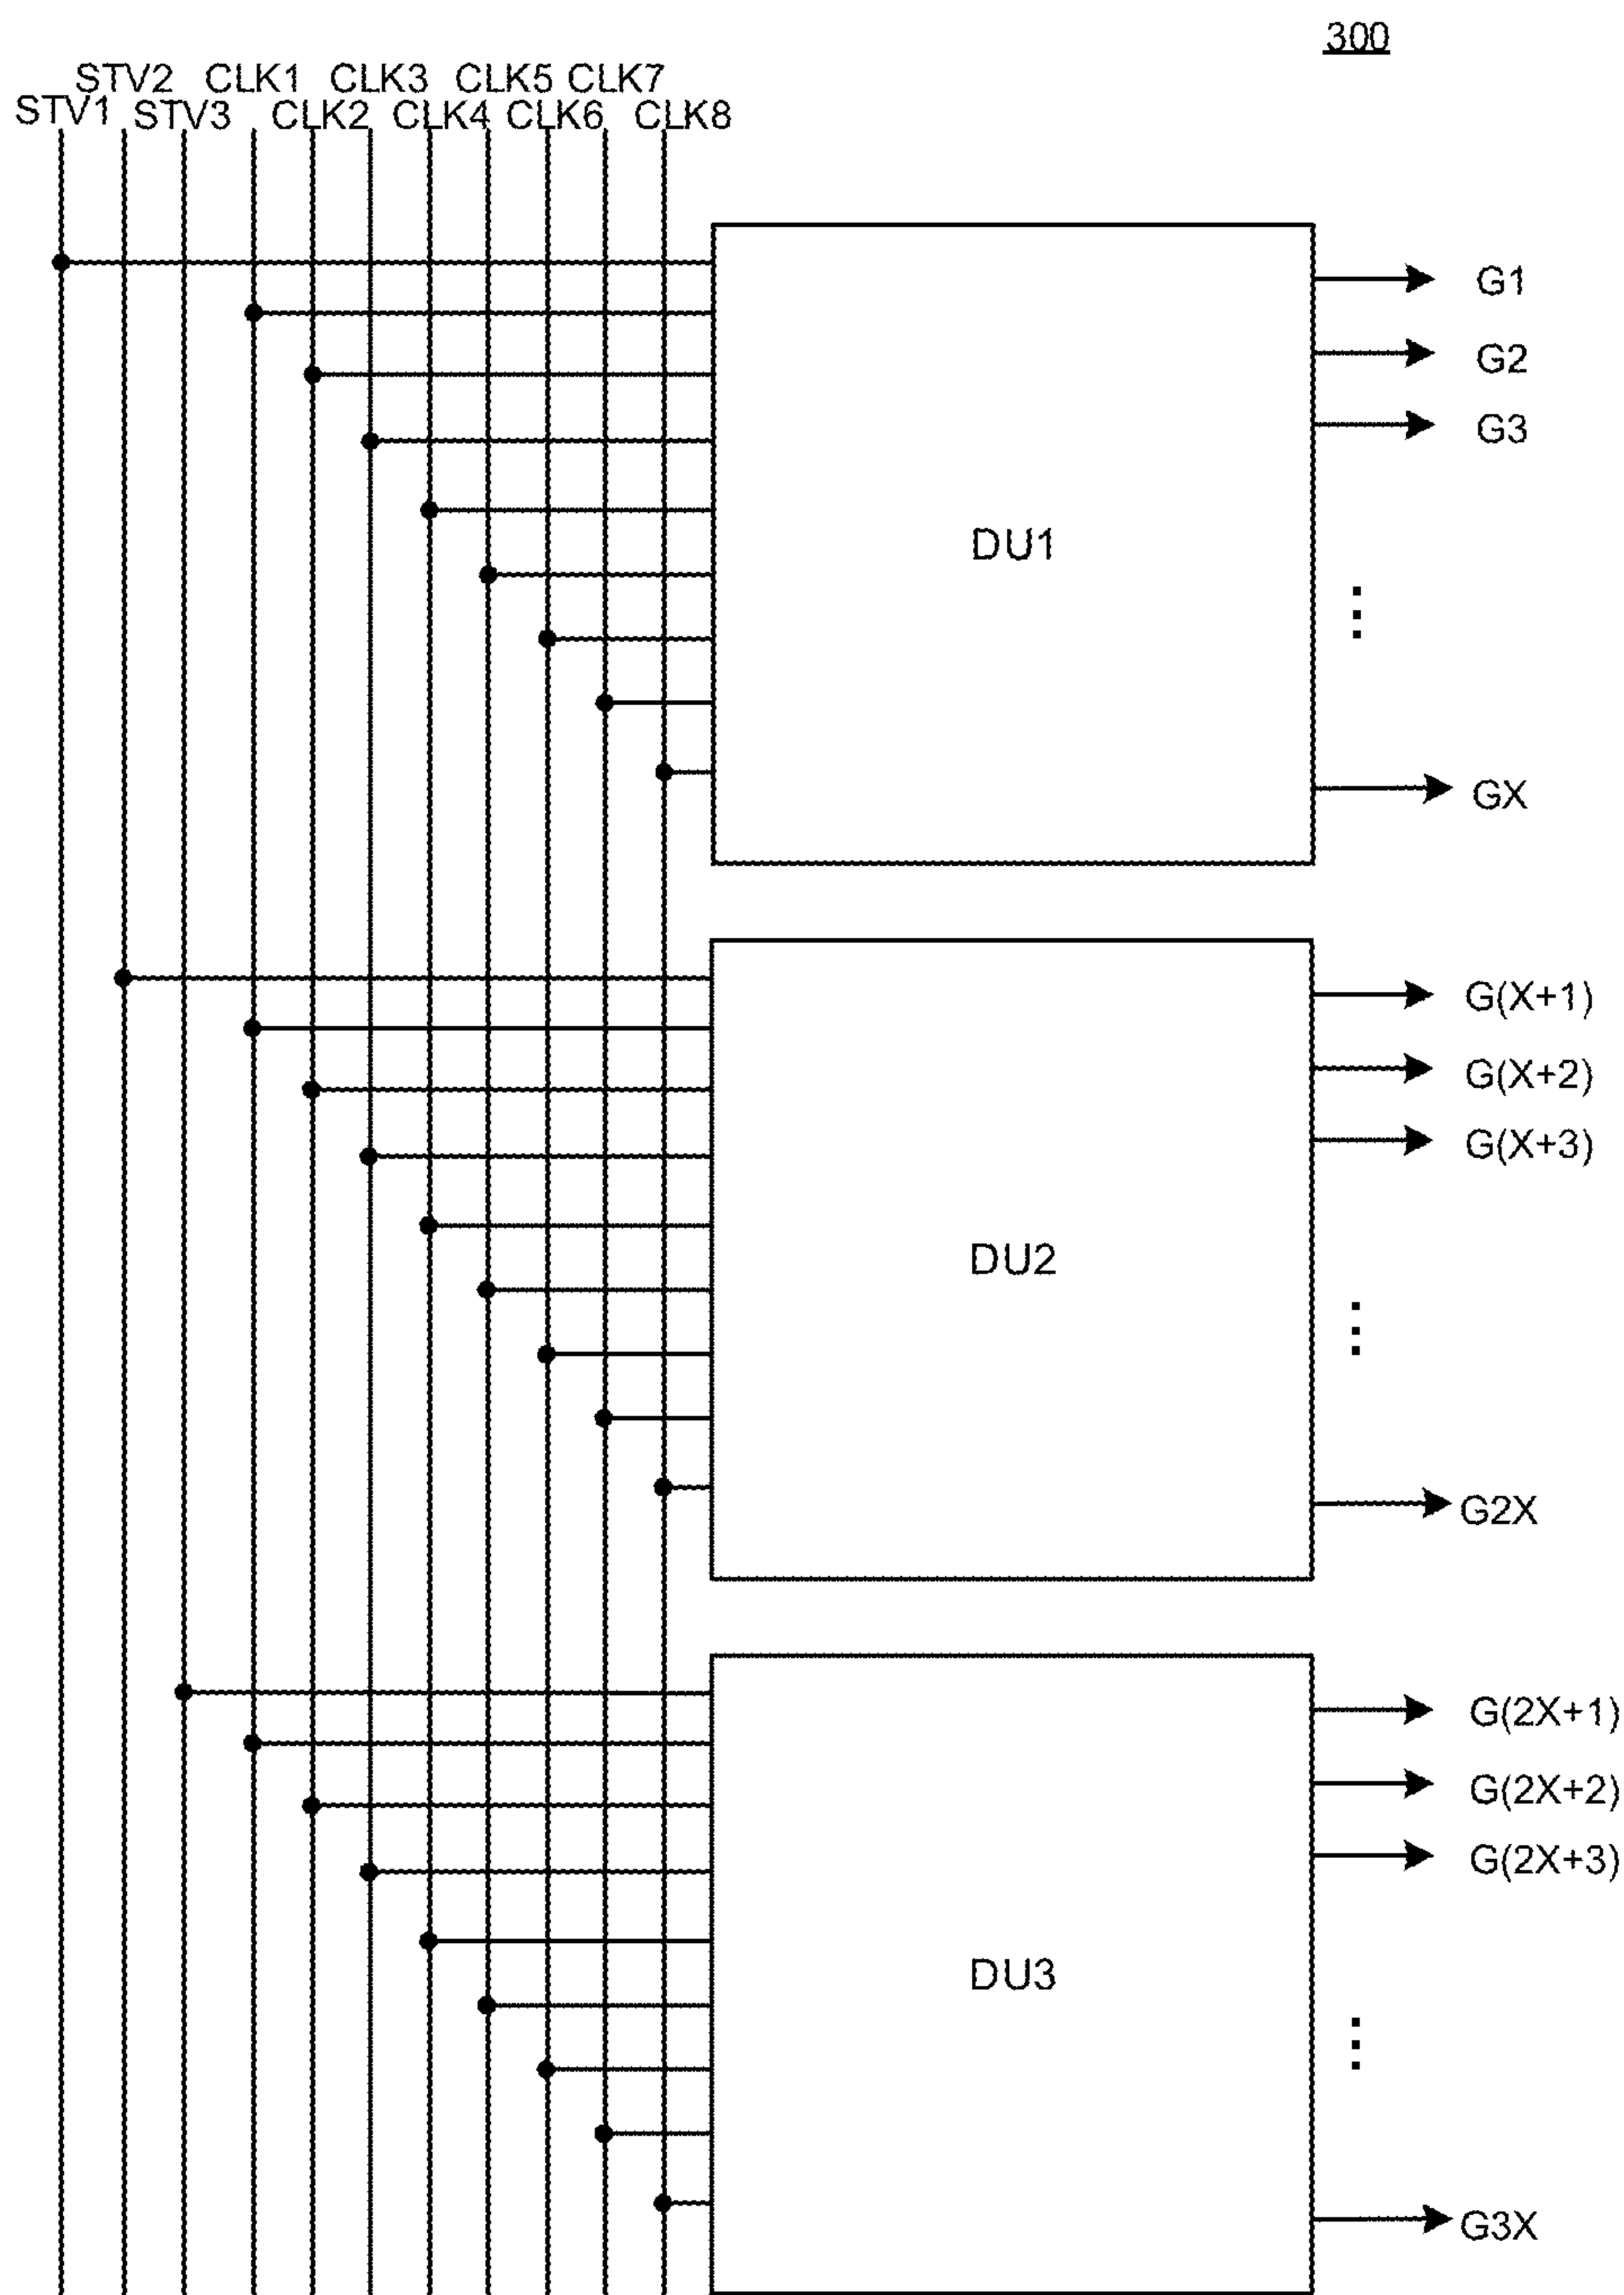 300
STV2 CLK1 CLK3 CLK5 CLK7
STV1 STV3 CLK2 CLK4 CLK6 CLK8
G1
G2
G3
DU1
⋮
GX
G(X+1)
G(X+2)
G(X+3)
DU2
⋮
G2X
G(2X+1)
G(2X+2)
G(2X+3)
DU3
⋮
G3X